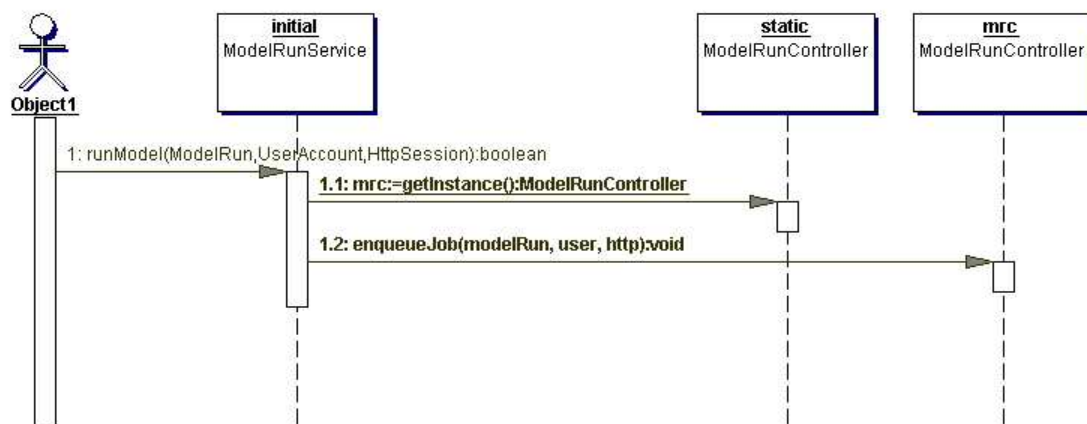 initial
ModelRunService
static
ModelRunController
mrc
ModelRunController
Object1
1: runModel(ModelRun,UserAccount,HttpSession):boolean
1.1: mrc:=getInstance():ModelRunController
1.2: enqueueJob(modelRun, user, http):void